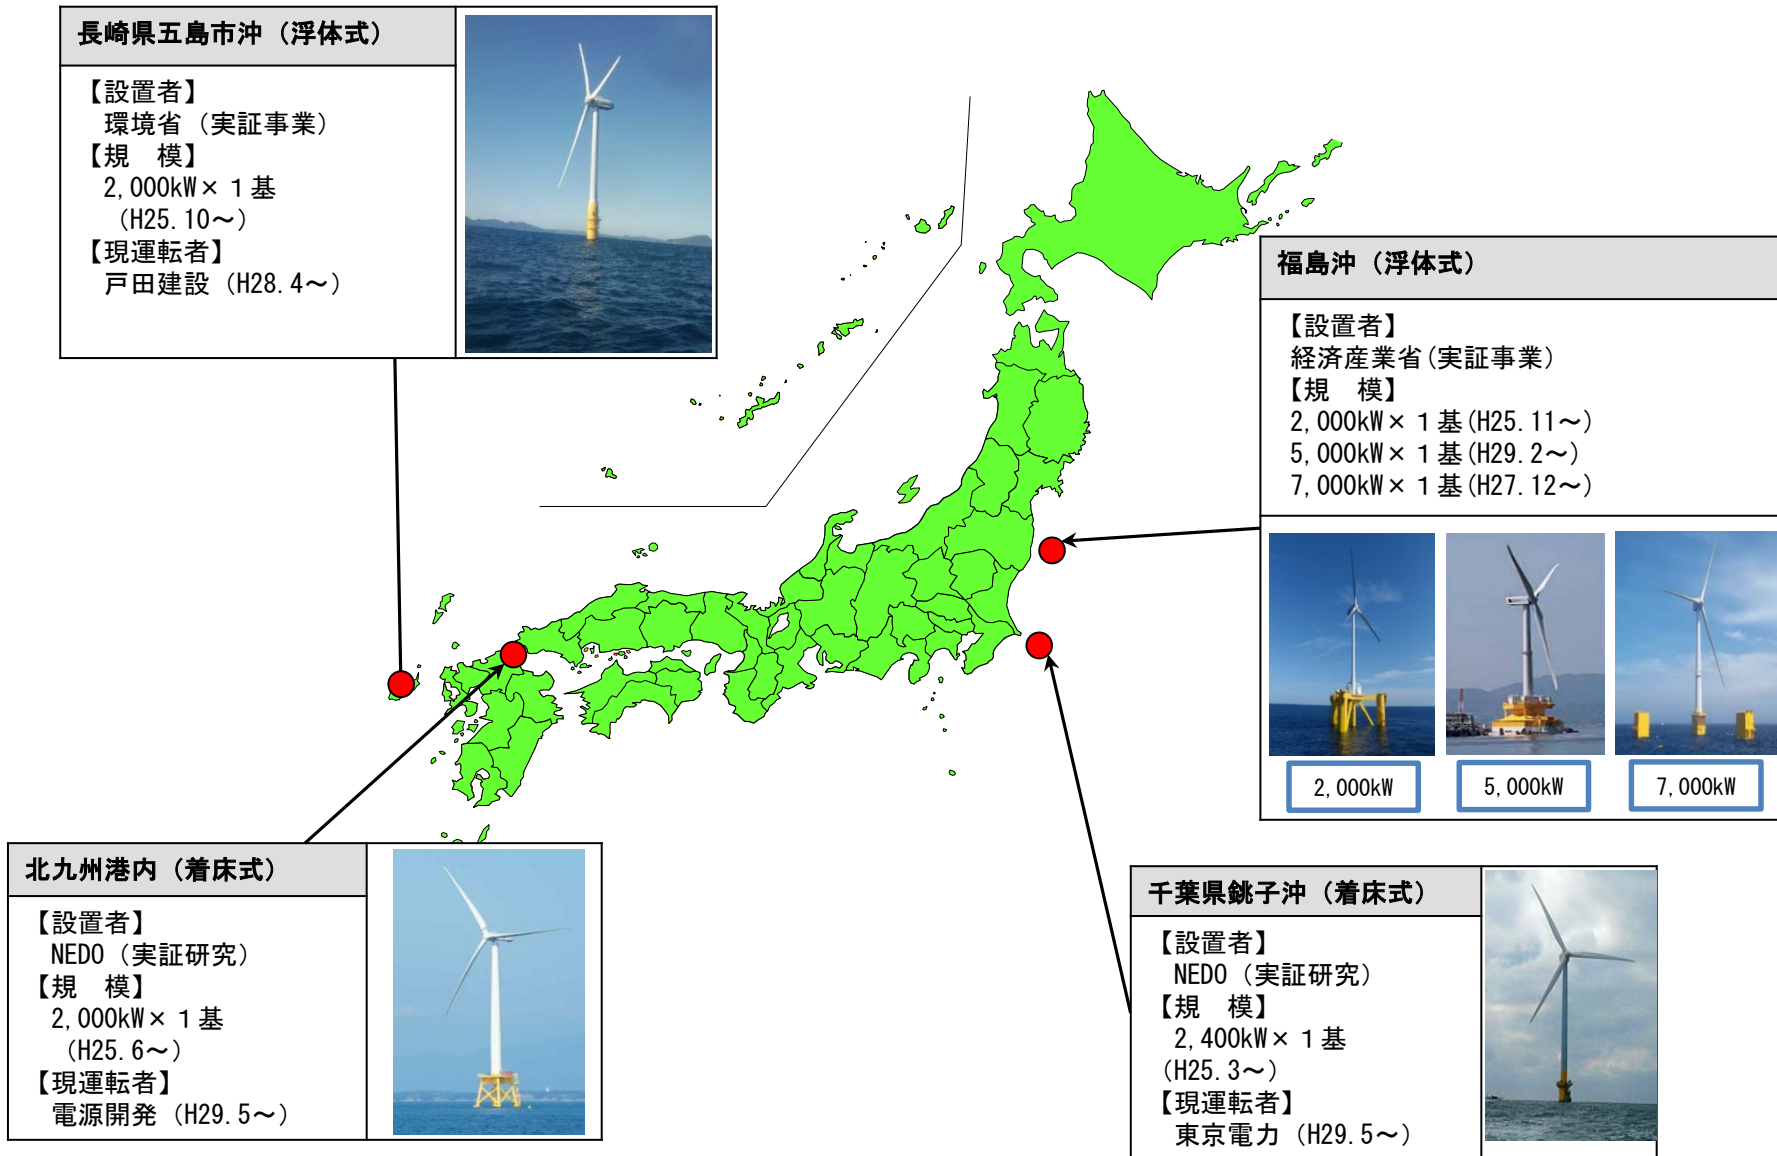 長崎県五島市沖（浮体式）
【設置者】
環境省（実証事業）
【規　模】
2,000kW×１基
（H25.10～）
【現運転者】
戸田建設（H28.4～）
福島沖（浮体式）
【設置者】
経済産業省(実証事業)
【規　模】
2,000kW×１基(H25.11～)
5,000kW×１基(H29.2～)
7,000kW×１基(H27.12～)
2,000kW
5,000kW
7,000kW
北九州港内（着床式）
【設置者】
NEDO（実証研究）
【規　模】
2,000kW×１基
（H25.6～）
【現運転者】
電源開発（H29.5～）
千葉県銚子沖（着床式）
【設置者】
NEDO（実証研究）
【規　模】
2,400kW×１基
(H25.3～)
【現運転者】
東京電力（H29.5～）